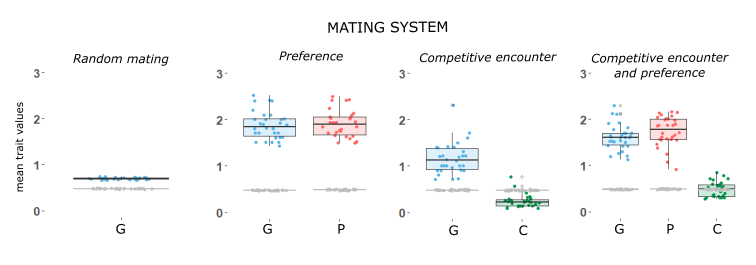 MATING SYSTEM
Random mating
Preference
Competitive encounter
Competitive encounter
and preference
mean trait values
3
2
1
0
G
3
2
1
0
G P
3
2
1
0
G C
3
2
1
0
G P C